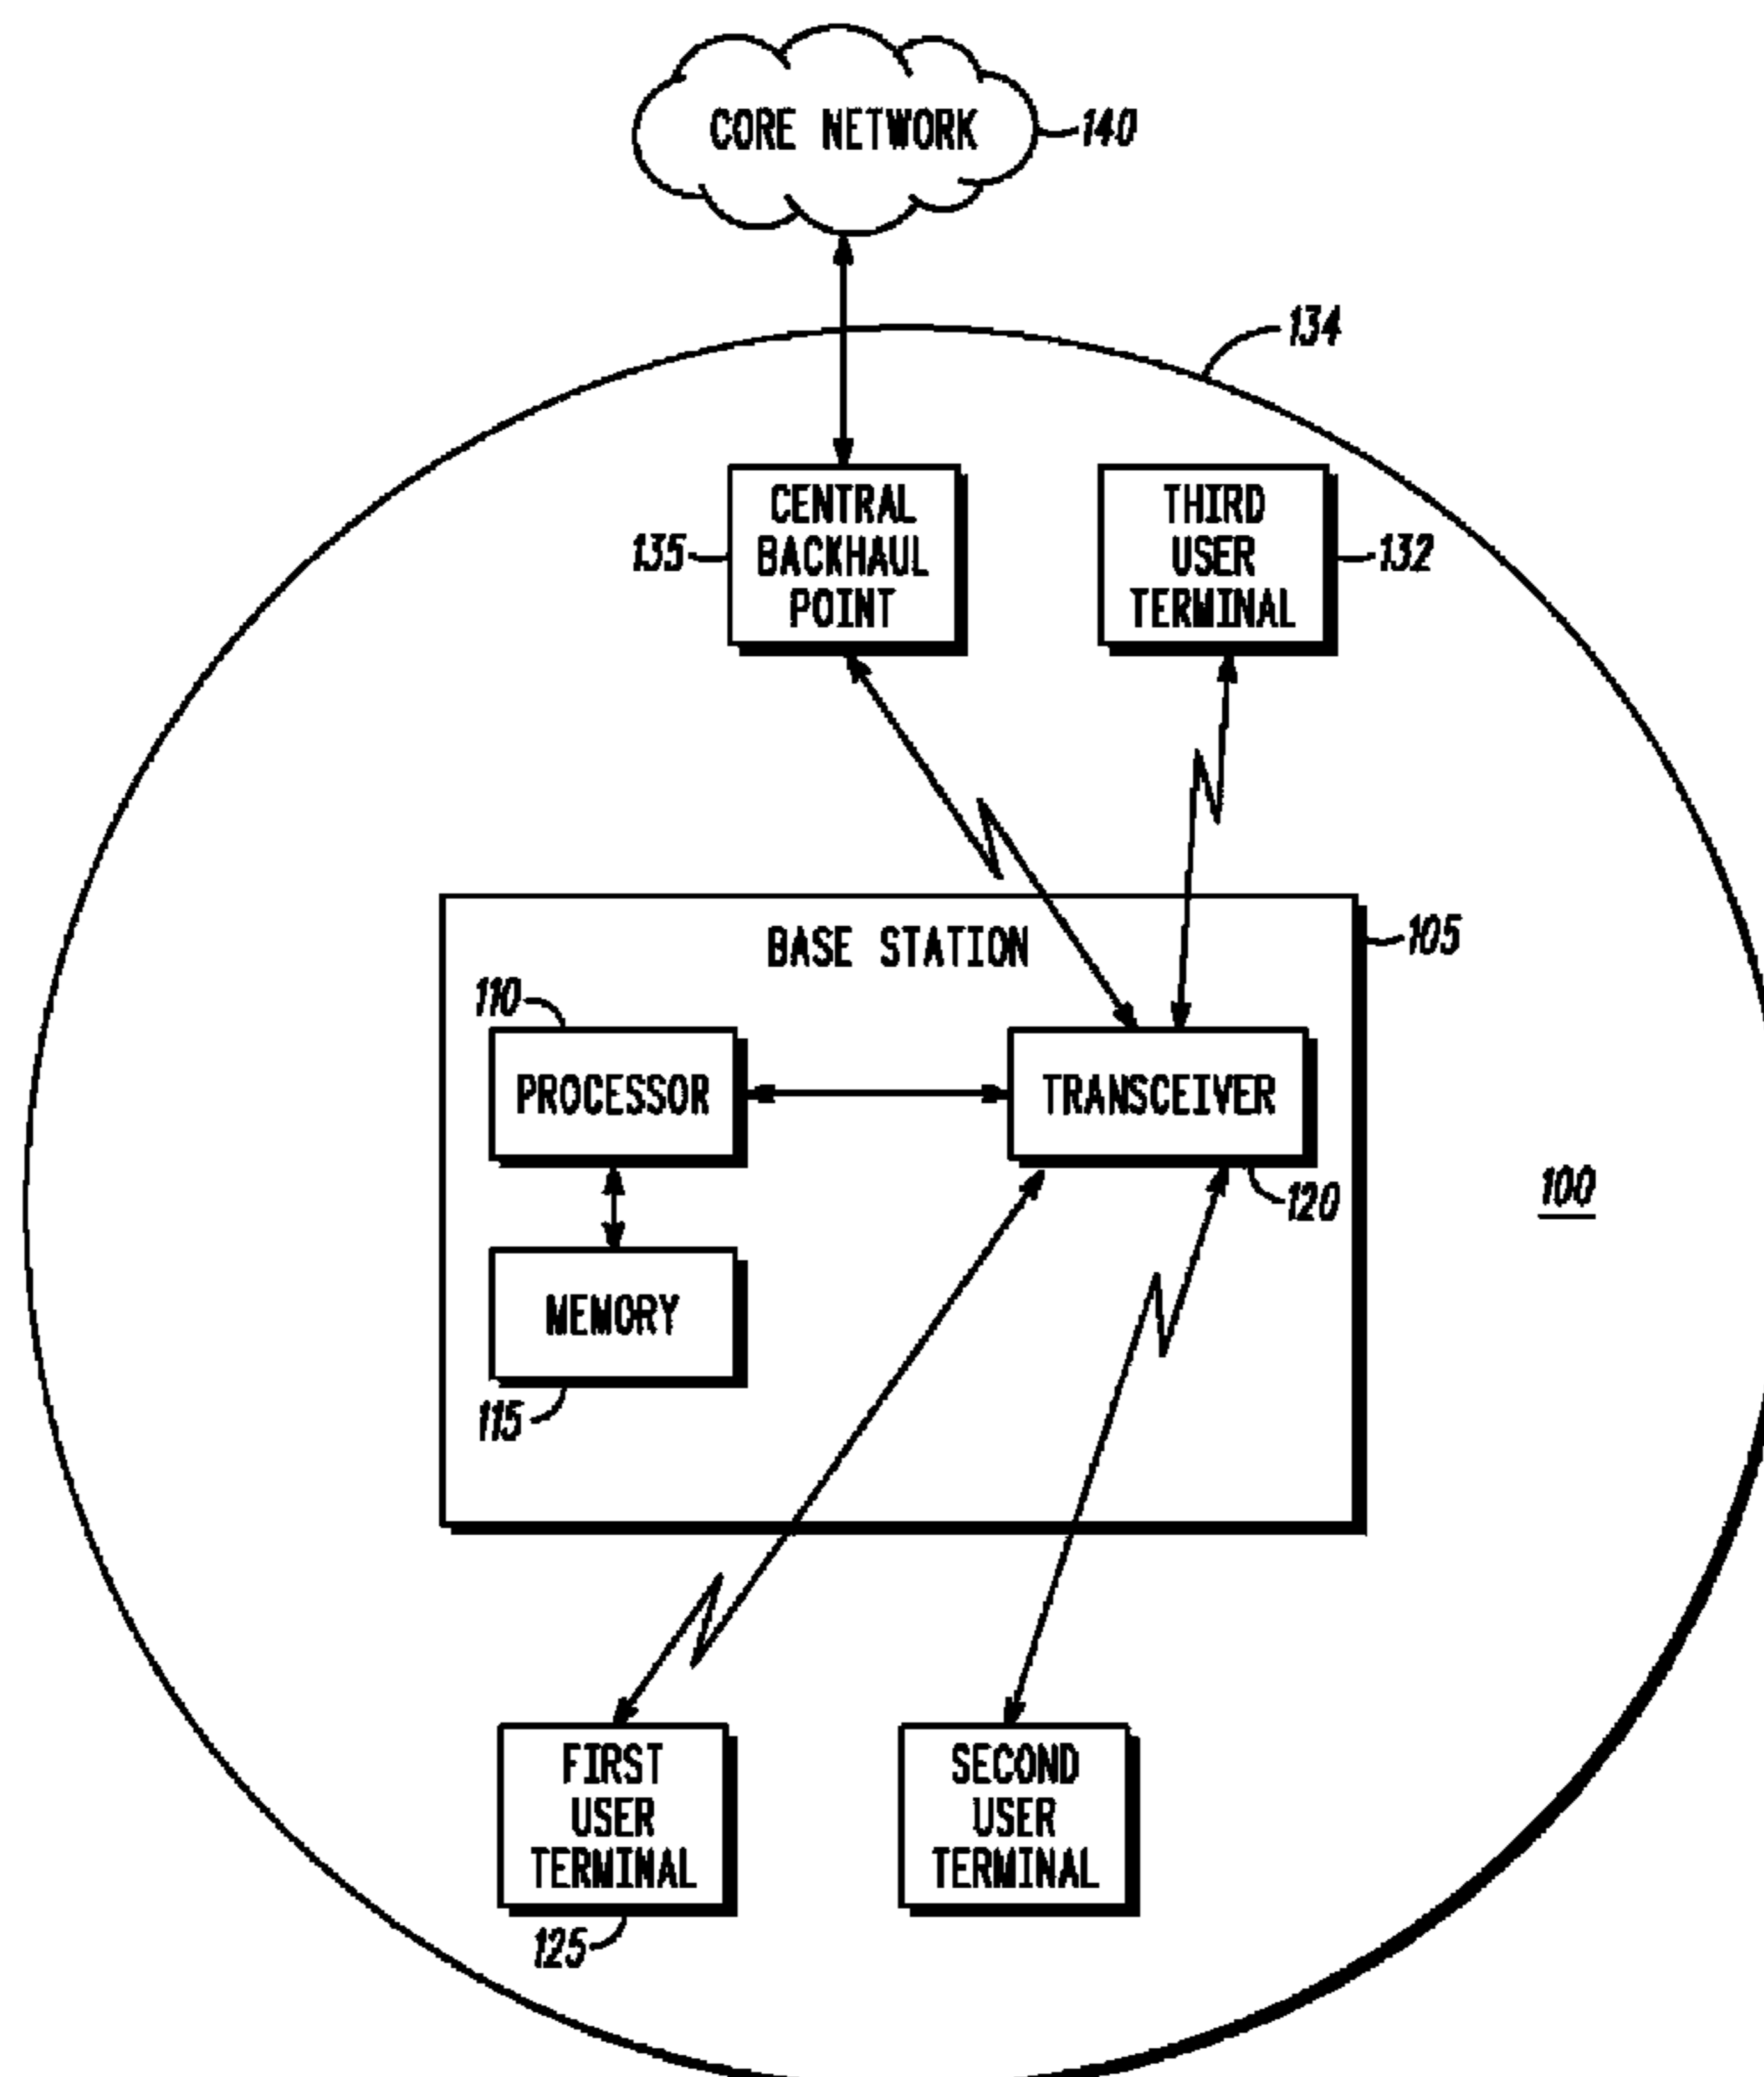 CORE NETWORK
140
134
CENTRAL
BACKHAUL
POINT
135
THIRD
USER
TERMINAL
132
BASE STATION
105
110
PROCESSOR
TRANSCEIVER
120
100
MEMORY
115
FIRST
USER
TERMINAL
125
SECOND
USER
TERMINAL